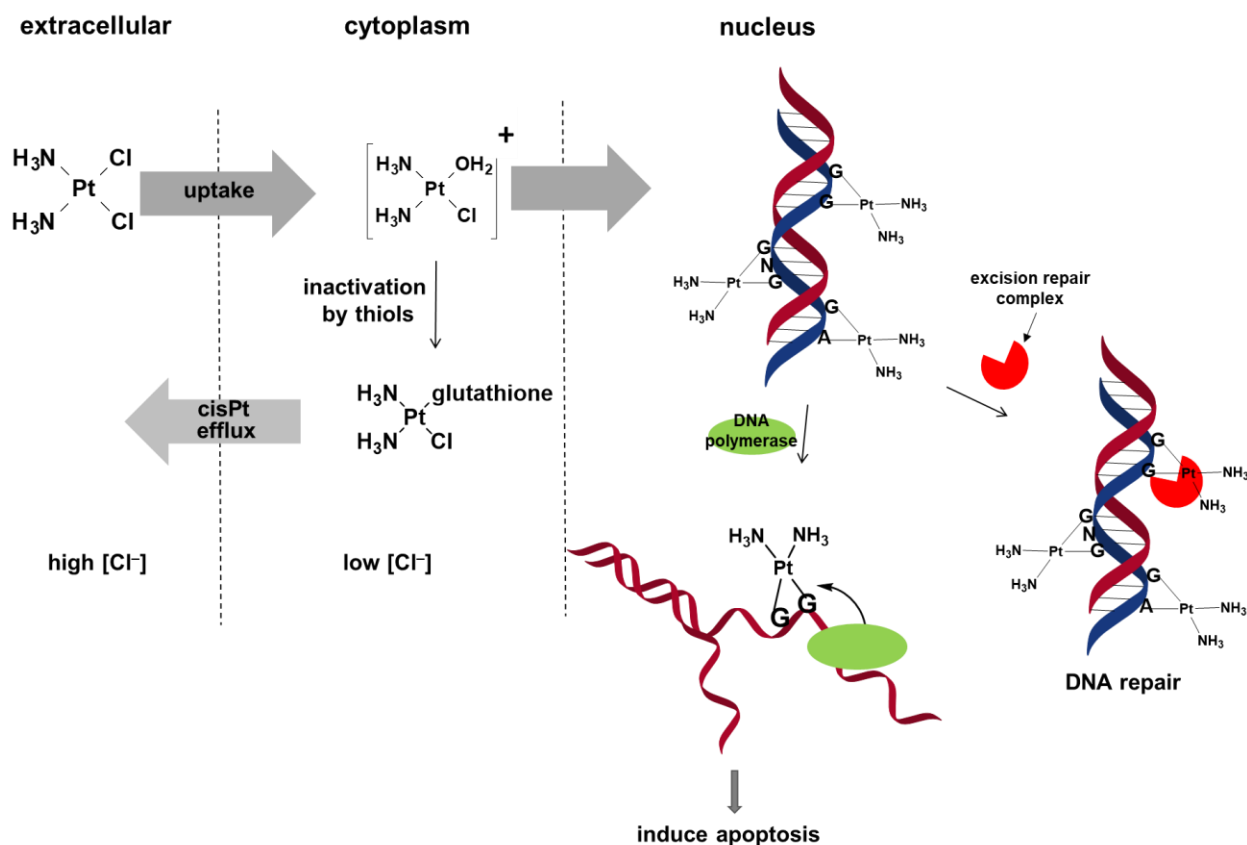 extracellular
cytoplasm
nucleus
H₃N
Cl
Pt
H₃N
Cl
uptake
+
H₃N
OH₂
Pt
H₃N
Cl
inactivation
by thiols
H₃N
glutathione
Pt
H₃N
Cl
cisPt
efflux
high [Cl⁻]
low [Cl⁻]
G
G
Pt
NH₃
NH₃
G
N
G
H₃N
Pt
H₃N
G
A
Pt
NH₃
NH₃
excision repair
complex
DNA
polymerase
H₃N
NH₃
Pt
G
G
induce apoptosis
G
G
Pt
NH₃
NH₃
G
N
G
H₃N
Pt
H₃N
G
A
Pt
NH₃
NH₃
DNA repair